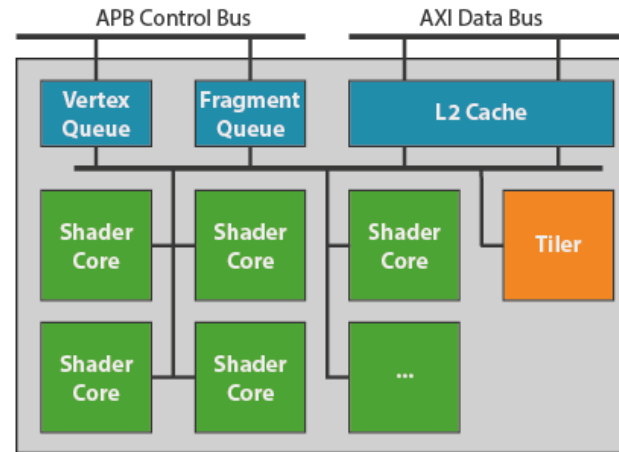 APB Control Bus
AXI Data Bus
Vertex
Queue
Fragment
Queue
L2 Cache
Shader
Core
Shader
Core
Shader
Core
Tiler
Shader
Core
Shader
Core
...